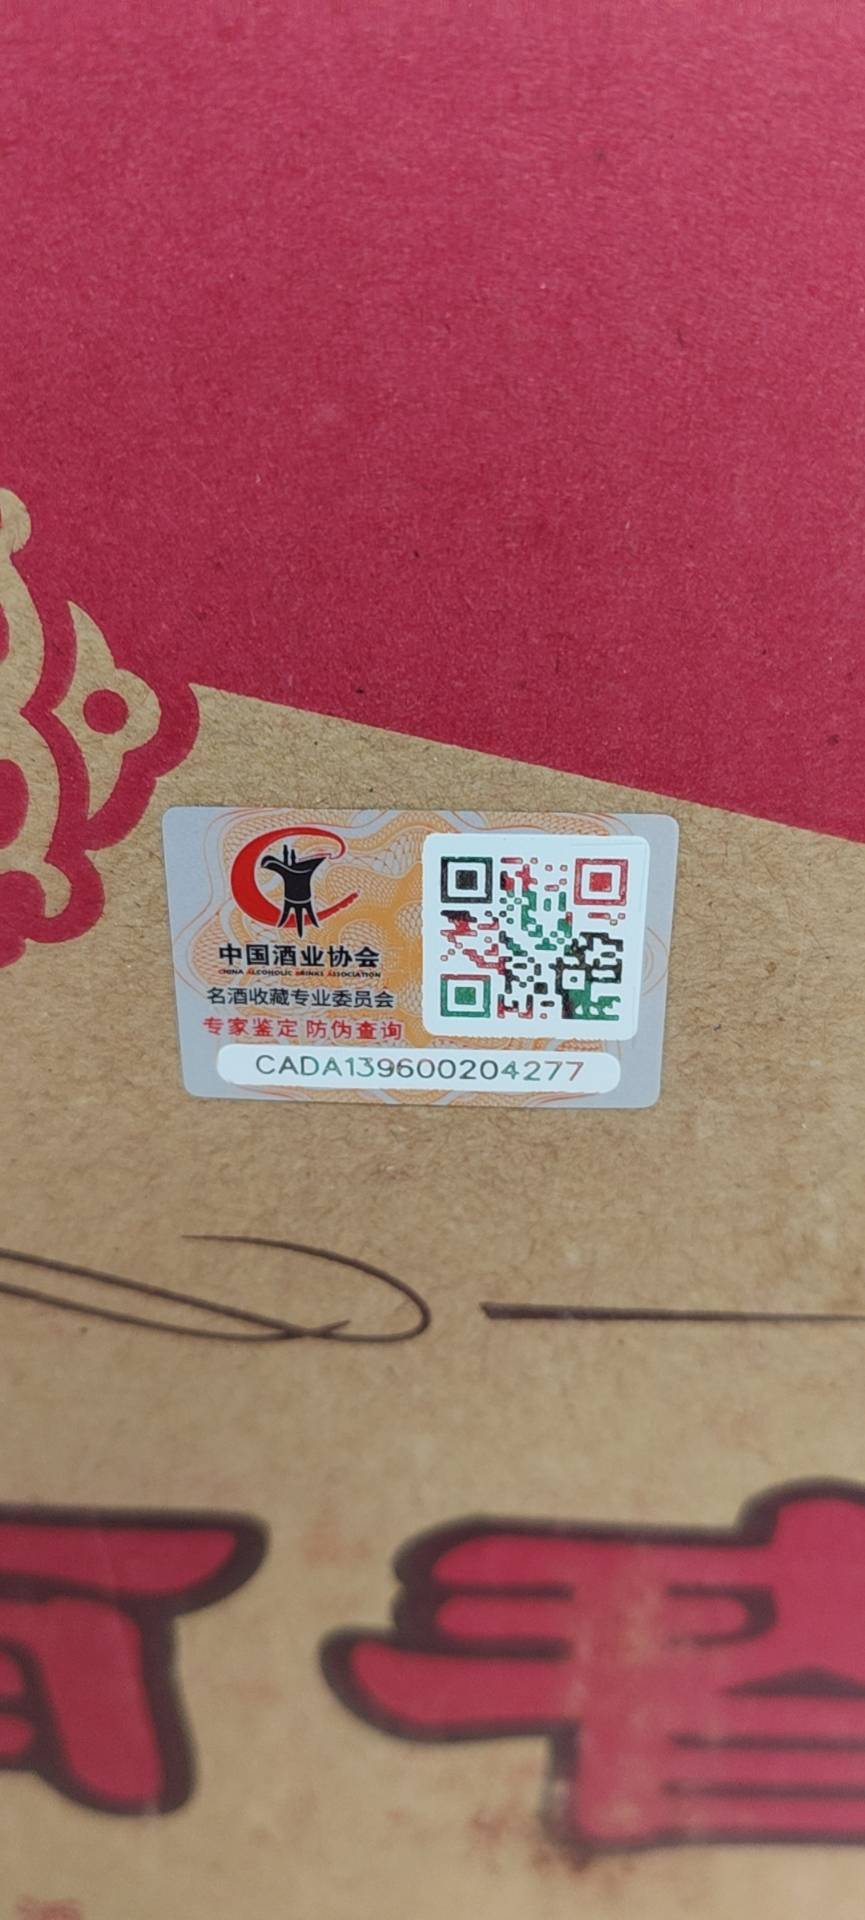 中国酒业协会
CHINA ALCOHOLIC DRINKS ASSOCIATION
名酒收藏专业委员会
专家鉴定 防伪查询
CADA139600204277